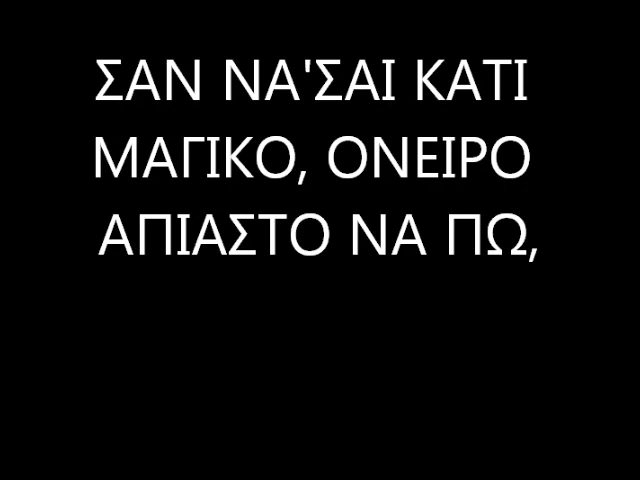 ΣΑΝ ΝΑ'ΣΑΙ ΚΑΤΙ
ΜΑΓΙΚΟ, ΟΝΕΙΡΟ
ΑΠΙΑΣΤΟ ΝΑ ΠΩ,